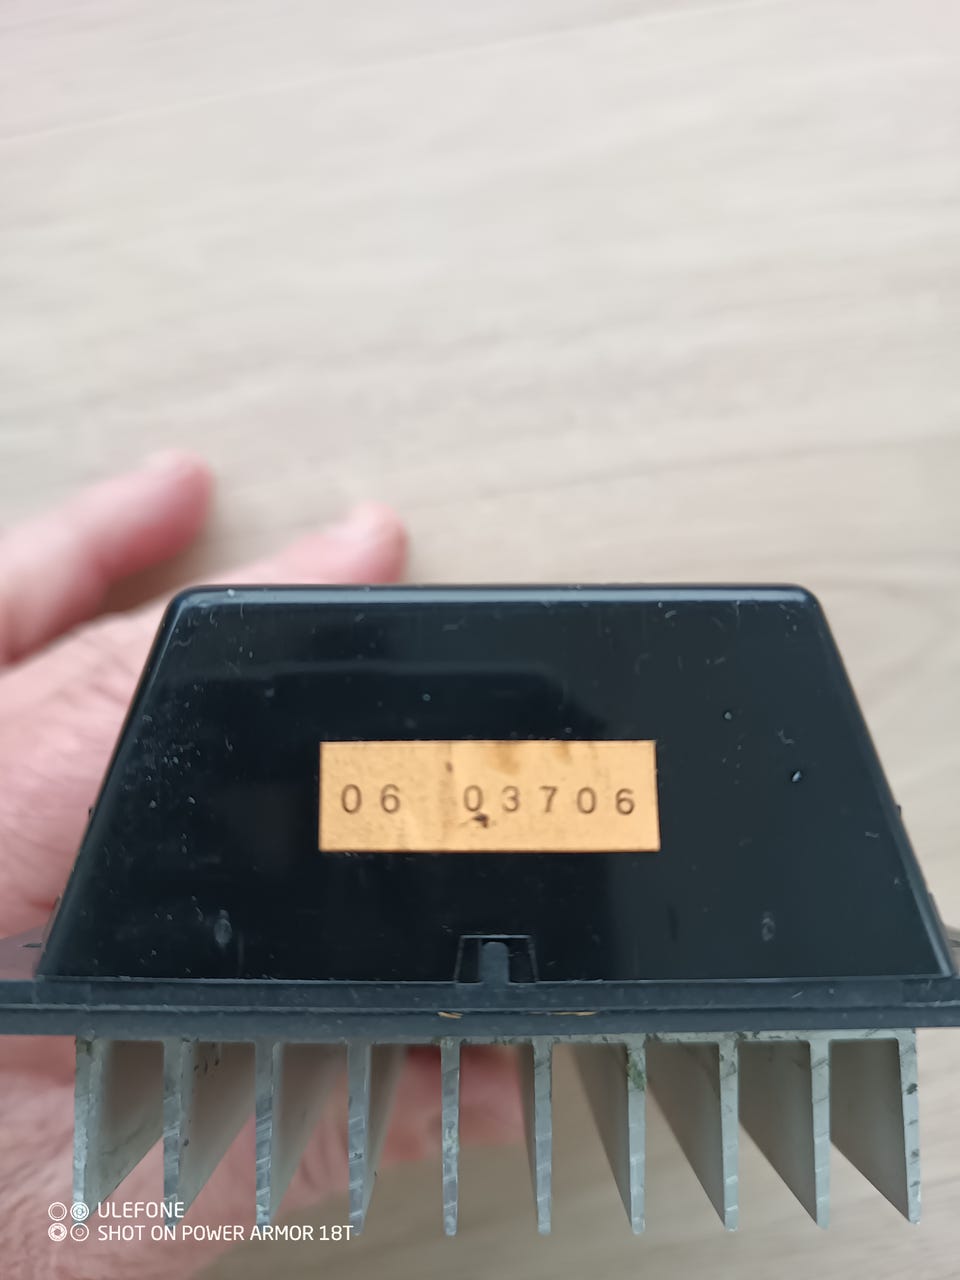 06 03706
ULEFONE
SHOT ON POWER ARMOR 18T